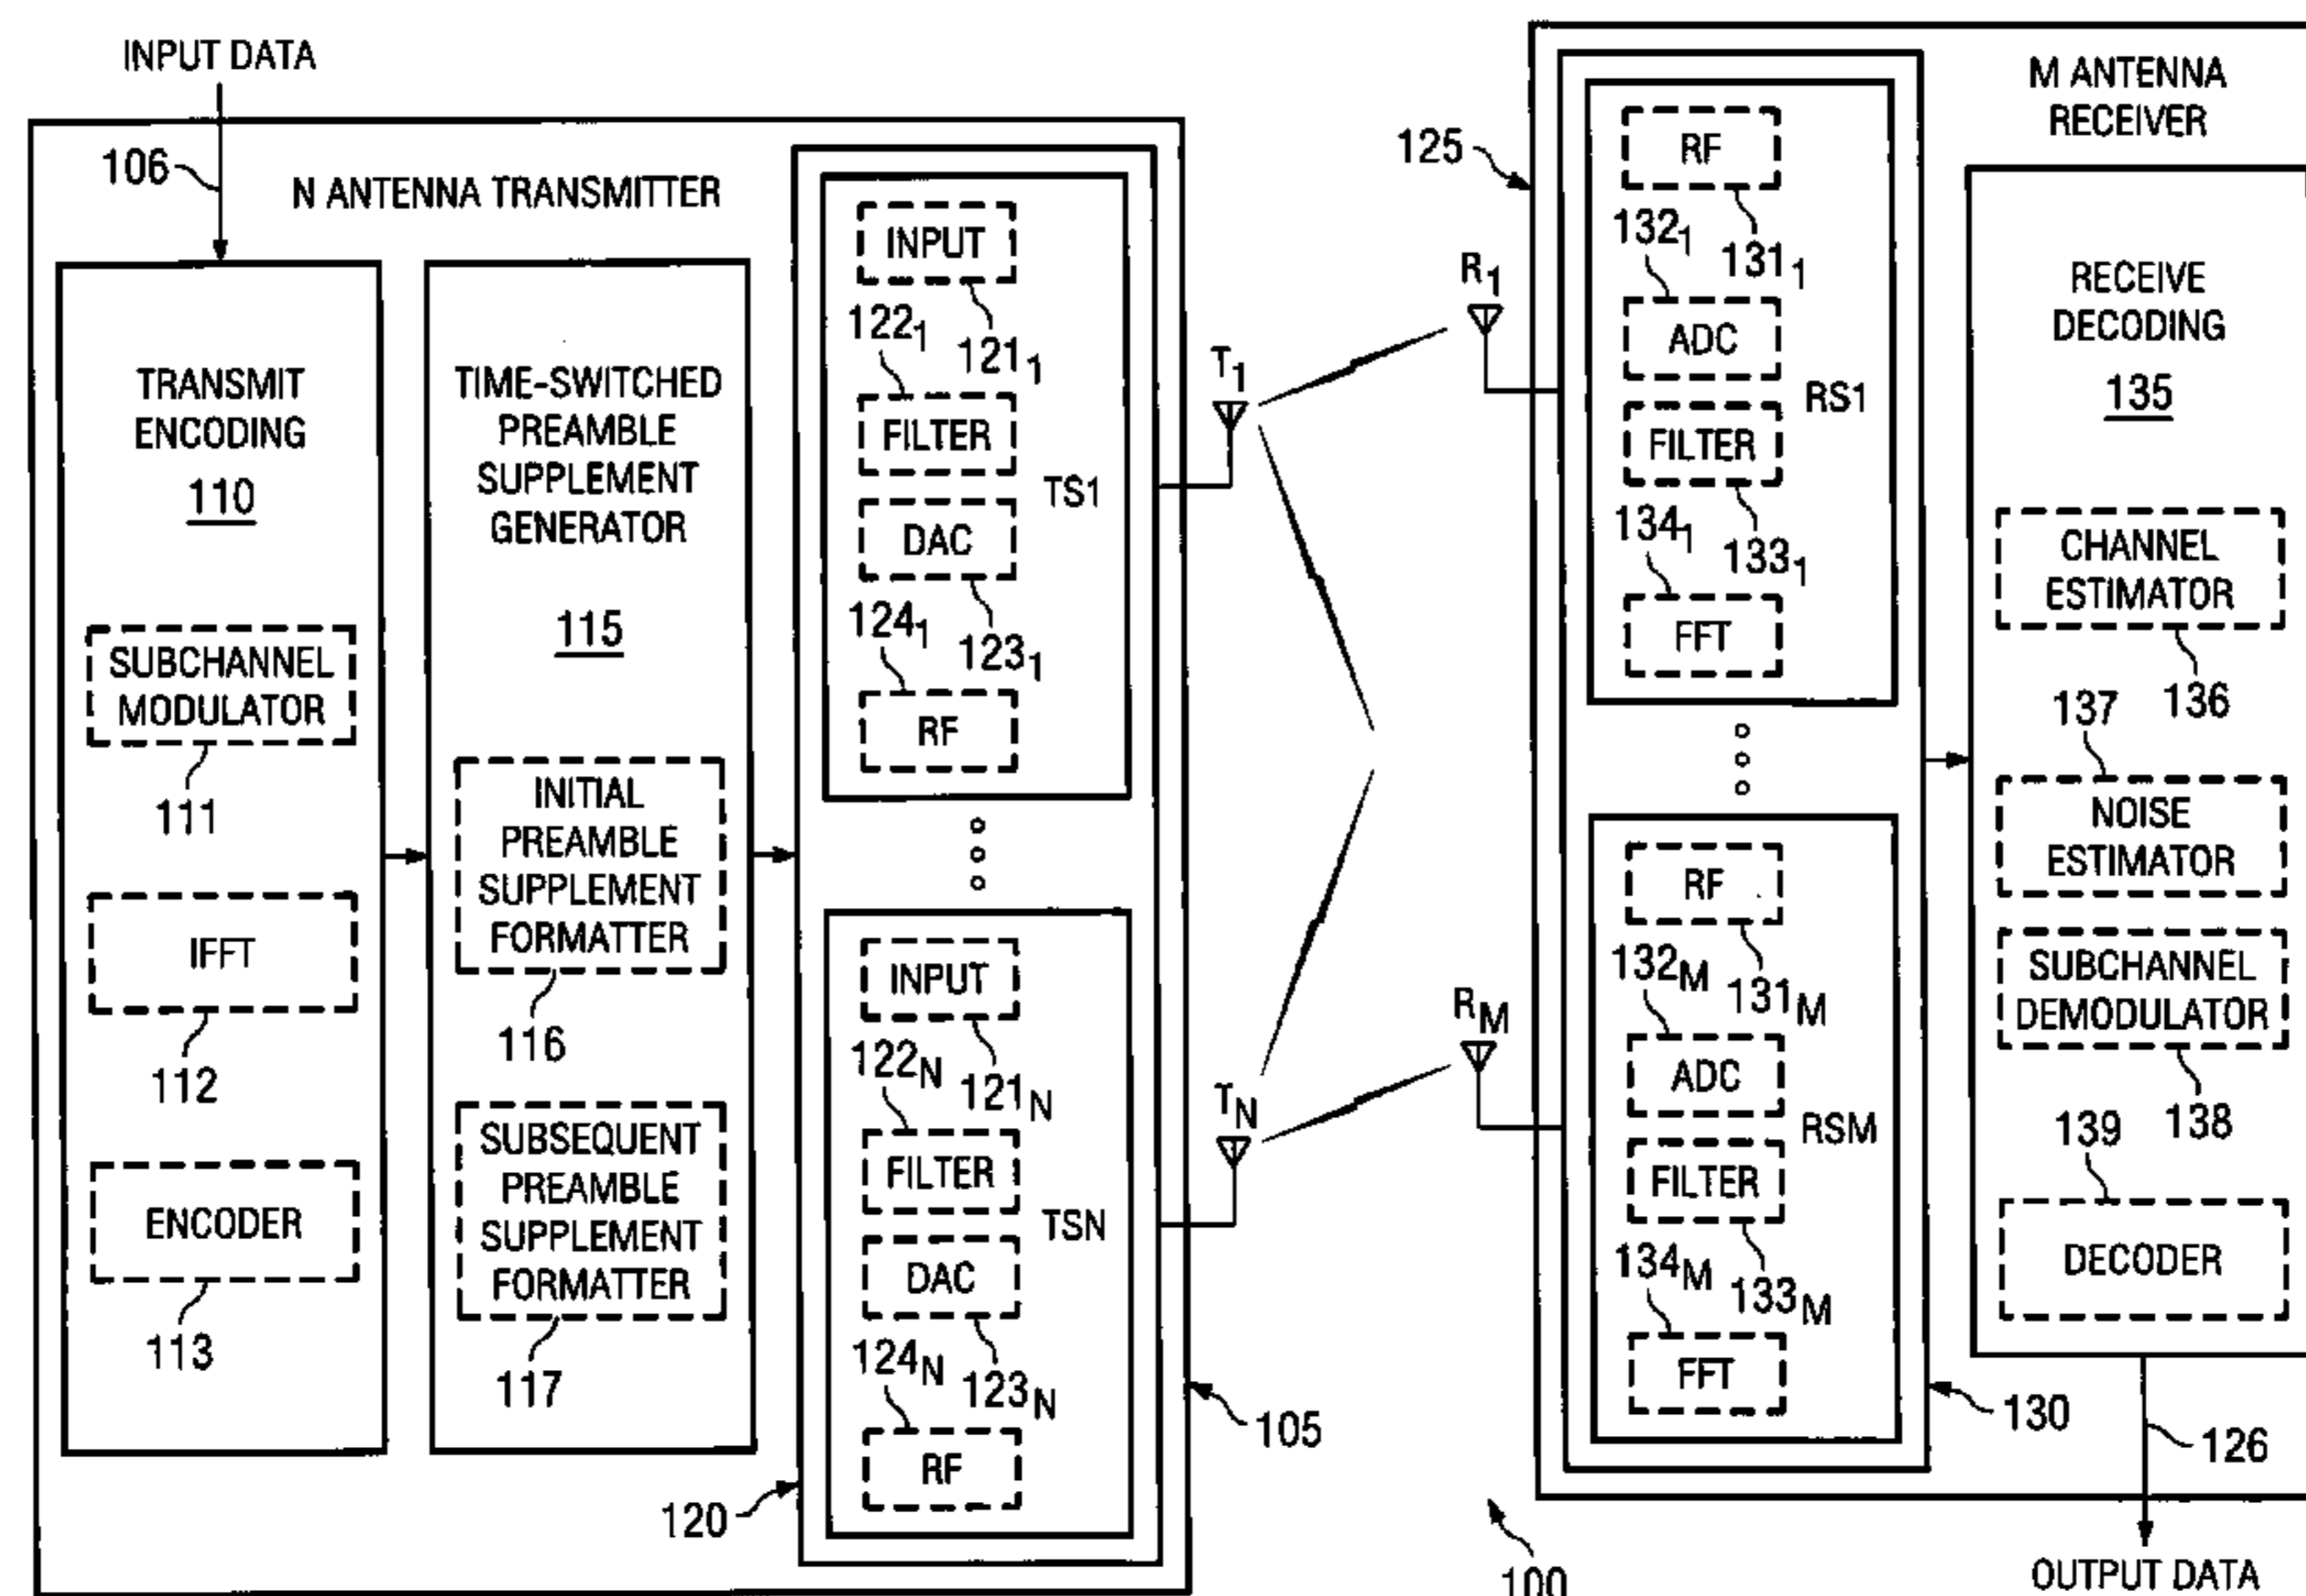 INPUT DATA
106
N ANTENNA TRANSMITTER
TRANSMIT
ENCODING
110
SUBCHANNEL
MODULATOR
111
IFFT
112
ENCODER
113
TIME-SWITCHED
PREAMBLE
SUPPLEMENT
GENERATOR
115
INITIAL
PREAMBLE
SUPPLEMENT
FORMATTER
116
SUBSEQUENT
PREAMBLE
SUPPLEMENT
FORMATTER
117
INPUT
122₁
121₁
FILTER
TS1
DAC
124₁
123₁
RF
INPUT
122N
121N
FILTER
TSN
DAC
124N
123N
RF
120
105
T₁
TN
R₁
RM
125
M ANTENNA
RECEIVER
RF
132₁
131₁
ADC
RS1
FILTER
134₁
133₁
FFT
RF
132M
131M
ADC
RSM
FILTER
134M
133M
FFT
130
RECEIVE
DECODING
135
CHANNEL
ESTIMATOR
136
137
NOISE
ESTIMATOR
SUBCHANNEL
DEMODULATOR
138
139
DECODER
126
OUTPUT DATA
100